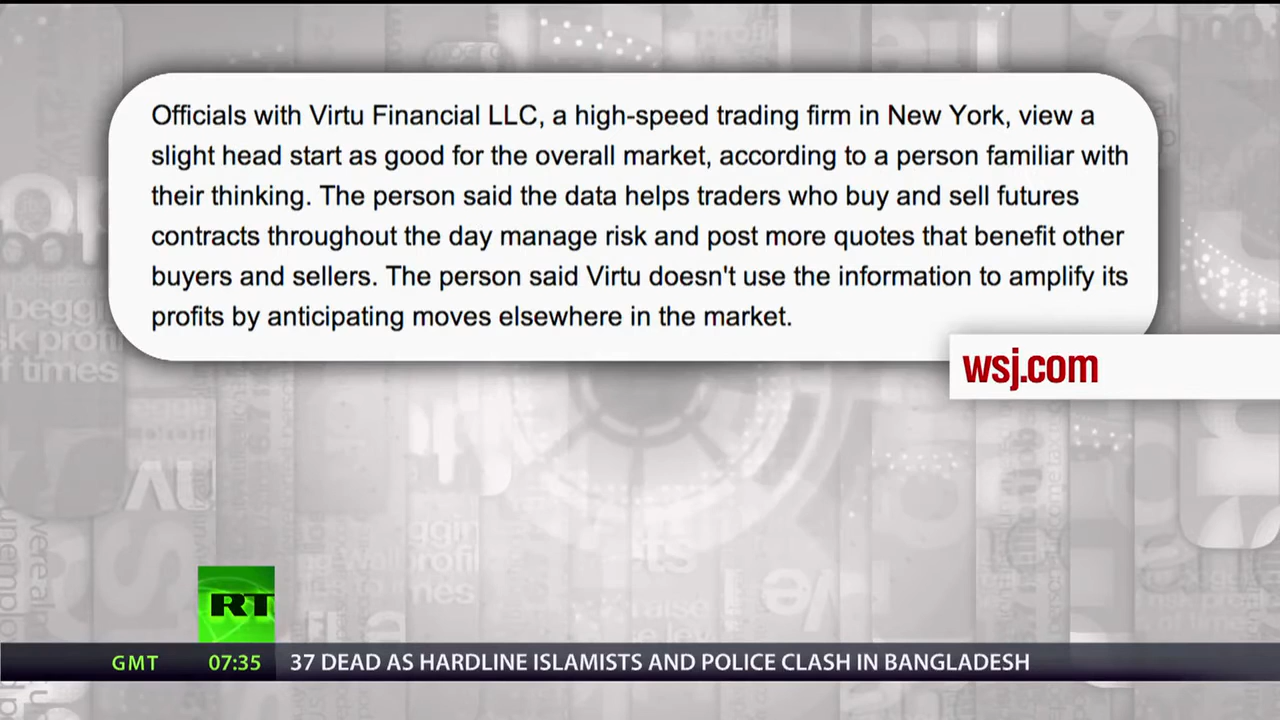 Officials with Virtu Financial LLC, a high-speed trading firm in New York, view a
slight head start as good for the overall market, according to a person familiar with
their thinking. The person said the data helps traders who buy and sell futures
contracts throughout the day manage risk and post more quotes that benefit other
buyers and sellers. The person said Virtu doesn't use the information to amplify its
profits by anticipating moves elsewhere in the market.
wsj.com
RT
GMT 07:35 37 DEAD AS HARDLINE ISLAMISTS AND POLICE CLASH IN BANGLADESH